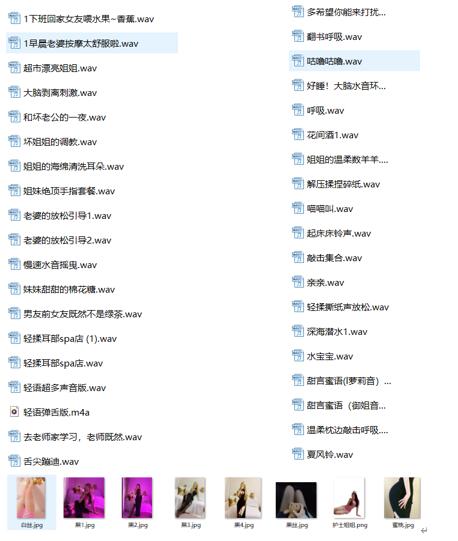 1下班回家女友喂水果~香蕉.wav
1早晨老婆按摩太舒服啦.wav
超市漂亮姐姐.wav
大脑剥离刺激.wav
和坏老公的一夜.wav
坏姐姐的调教.wav
姐姐的海绵清洗耳朵.wav
姐妹绝顶手指套餐.wav
老婆的放松引导1.wav
老婆的放松引导2.wav
慢速水音摇曳.wav
妹妹甜甜的棉花糖.wav
男友前女友既然不是绿茶.wav
轻揉耳部spa店 (1).wav
轻揉耳部spa店.wav
轻语超多声音版.wav
轻语弹舌版.m4a
去老师家学习，老师既然.wav
舌尖蹦迪.wav
多希望你能来打扰...
翻书呼吸.wav
咕噜咕噜.wav
好睡！大脑水音环...
呼吸.wav
花间酒1.wav
姐姐的温柔数羊羊....
解压揉捏碎纸.wav
喵喵叫.wav
起床床铃声.wav
敲击集合.wav
亲亲.wav
轻揉撕纸声放松.wav
深海潜水1.wav
水宝宝.wav
甜言蜜语(l萝莉音）...
甜言蜜语（御姐音...
温柔枕边敲击呼吸....
夏风铃.wav
白丝.jpg
黑1.jpg
黑2.jpg
黑3.jpg
黑4.jpg
黑丝.jpg
护士姐姐.png
蜜桃.jpg